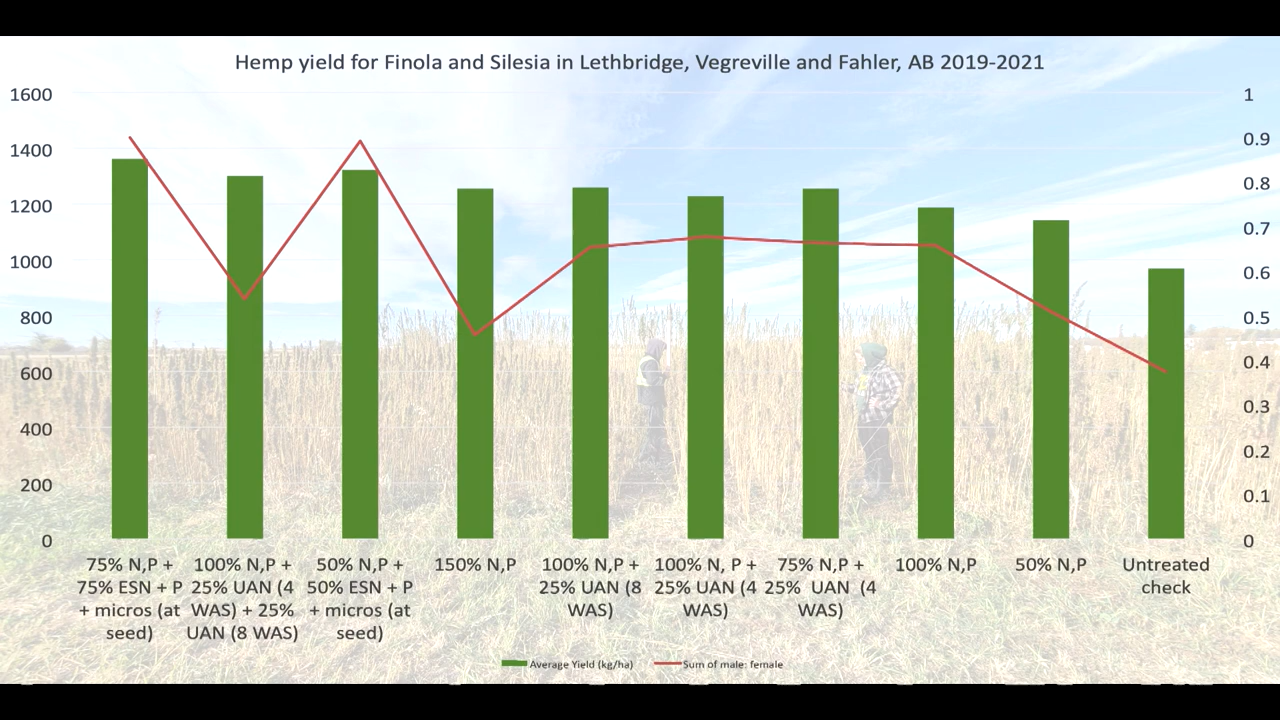 Hemp yield for Finola and Silesia in Lethbridge, Vegreville and Fahler, AB 2019-2021
1600
1400
1200
1000
800
600
400
200
0
1
0.9
0.8
0.7
0.6
0.5
0.4
0.3
0.2
0.1
0
75% N,P +
75% ESN + P
+ micros (at
seed)
100% N,P +
25% UAN (4
WAS) + 25%
UAN (8 WAS)
50% N,P +
50% ESN + P
+ micros (at
seed)
150% N,P
100% N,P +
25% UAN (8
WAS)
100% N, P +
25% UAN (4
WAS)
75% N,P +
25% UAN (4
WAS)
100% N,P
50% N,P
Untreated
check
Average Yield (kg/ha)
Sum of male: female